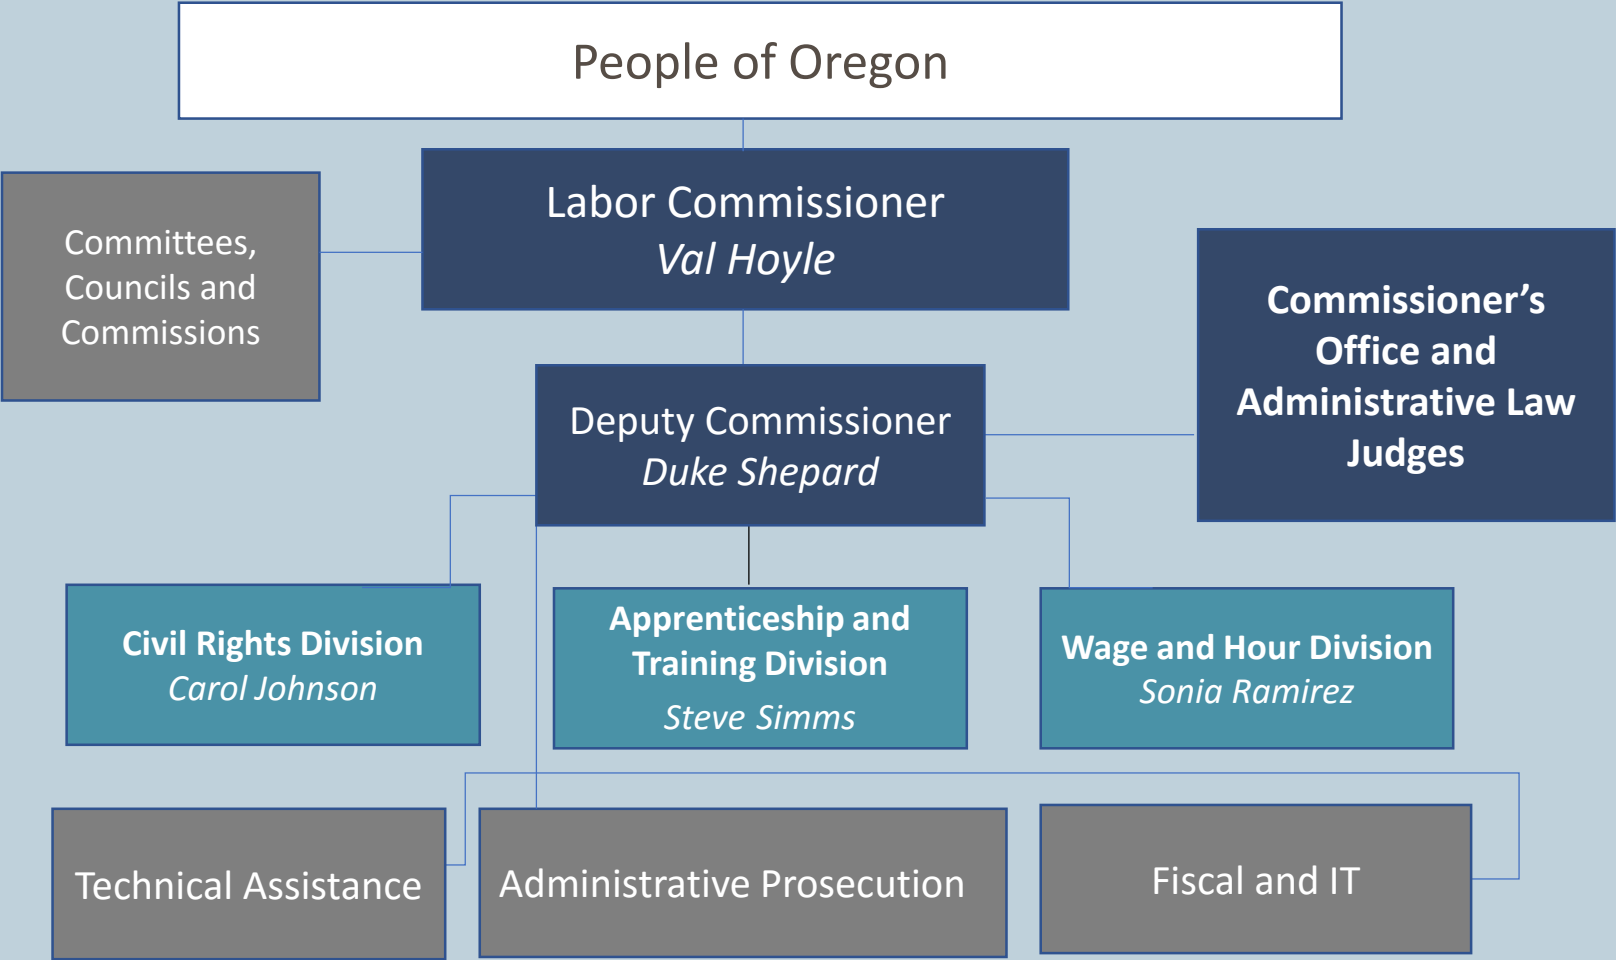 People of Oregon
Labor Commissioner
Val Hoyle
Committees,
Councils and
Commissions
Commissioner’s
Office and
Administrative Law
Judges
Deputy Commissioner
Duke Shepard
Civil Rights Division
Carol Johnson
Apprenticeship and
Training Division
Steve Simms
Wage and Hour Division
Sonia Ramirez
Technical Assistance
Administrative Prosecution
Fiscal and IT